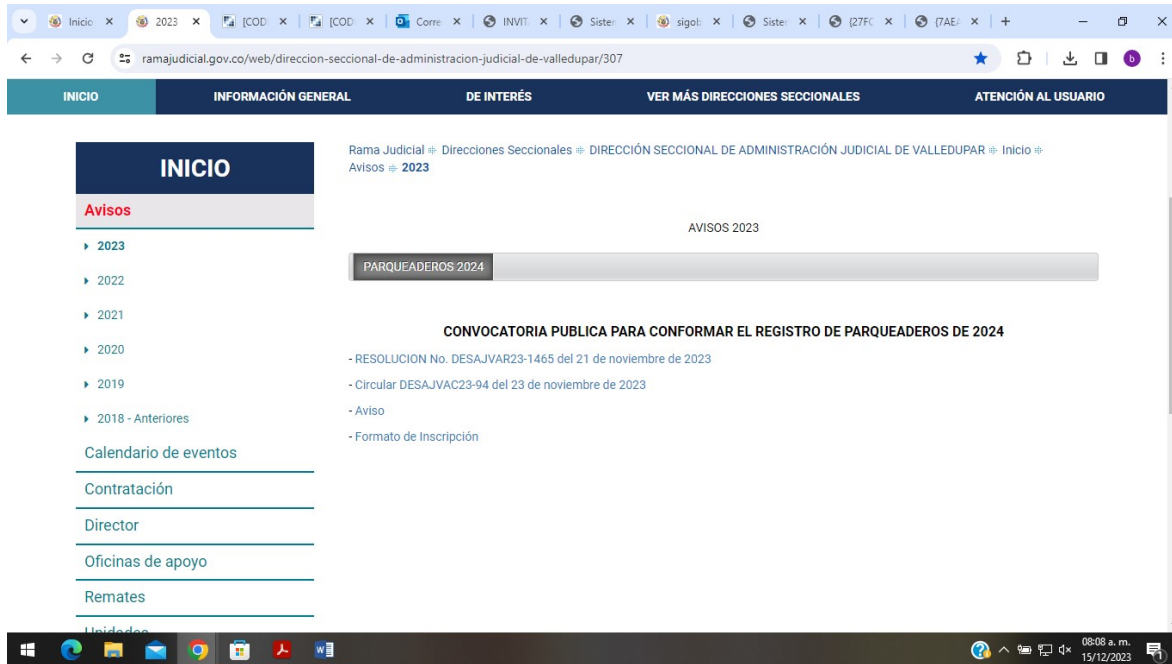 Inicio
2023
[COD
[COD
Corre
INVIT
Sister
sigob
Sister
{27FC
{7AEA
ramajudicial.gov.co/web/direccion-seccional-de-administracion-judicial-de-valledupar/307
b
INICIO INFORMACIÓN GENERAL DE INTERÉS VER MÁS DIRECCIONES SECCIONALES ATENCIÓN AL USUARIO
INICIO
Avisos
2023
2022
2021
2020
2019
2018 - Anteriores
Calendario de eventos
Contratación
Director
Oficinas de apoyo
Remates
Unidades
Rama Judicial Direcciones Seccionales DIRECCIÓN SECCIONAL DE ADMINISTRACIÓN JUDICIAL DE VALLEDUPAR Inicio
Avisos 2023
AVISOS 2023
PARQUEADEROS 2024
CONVOCATORIA PUBLICA PARA CONFORMAR EL REGISTRO DE PARQUEADEROS DE 2024
- RESOLUCION No. DESAJVAR23-1465 del 21 de noviembre de 2023
- Circular DESAJVAC23-94 del 23 de noviembre de 2023
- Aviso
- Formato de Inscripción
08:08 a. m.
15/12/2023